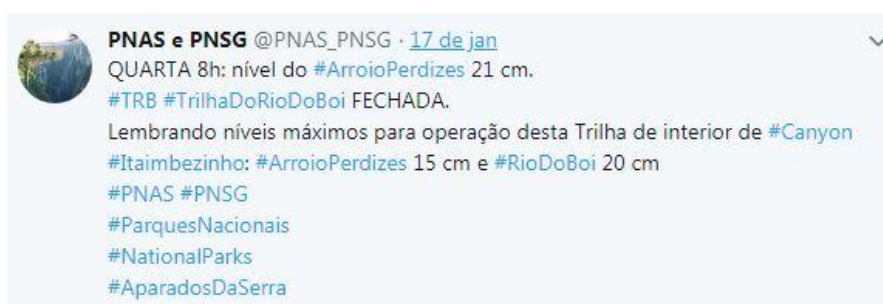 PNAS e PNSG @PNAS_PNSG · 17 de jan
QUARTA 8h: nível do #ArroioPerdizes 21 cm.
#TRB #TrilhaDoRioDoBoi FECHADA.
Lembrando níveis máximos para operação desta Trilha de interior de #Canyon
#Itaimbezinho: #ArroioPerdizes 15 cm e #RioDoBoi 20 cm
#PNAS #PNSG
#ParquesNacionais
#NationalParks
#AparadosDaSerra